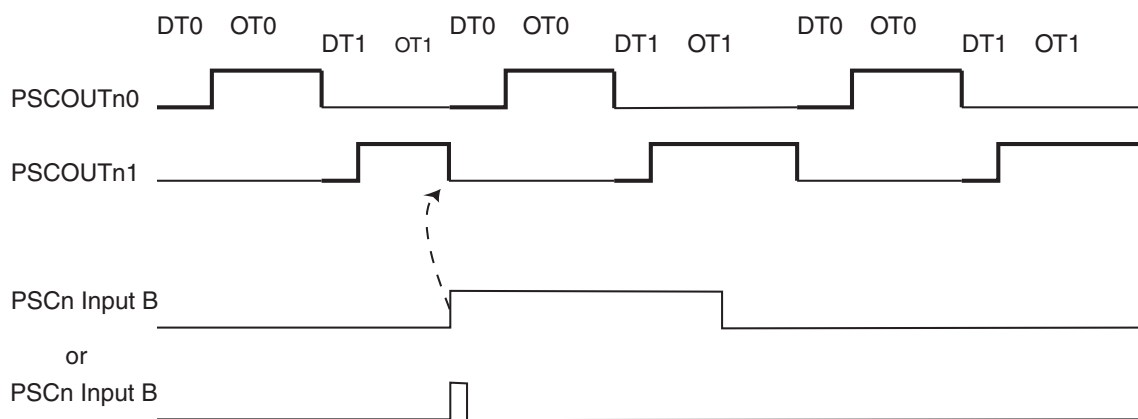 DT0 OT0 DT1 OT1 DT0 OT0 DT1 OT1 DT0 OT0 DT1 OT1
PSCOUTn0
PSCOUTn1
PSCn Input B
or
PSCn Input B